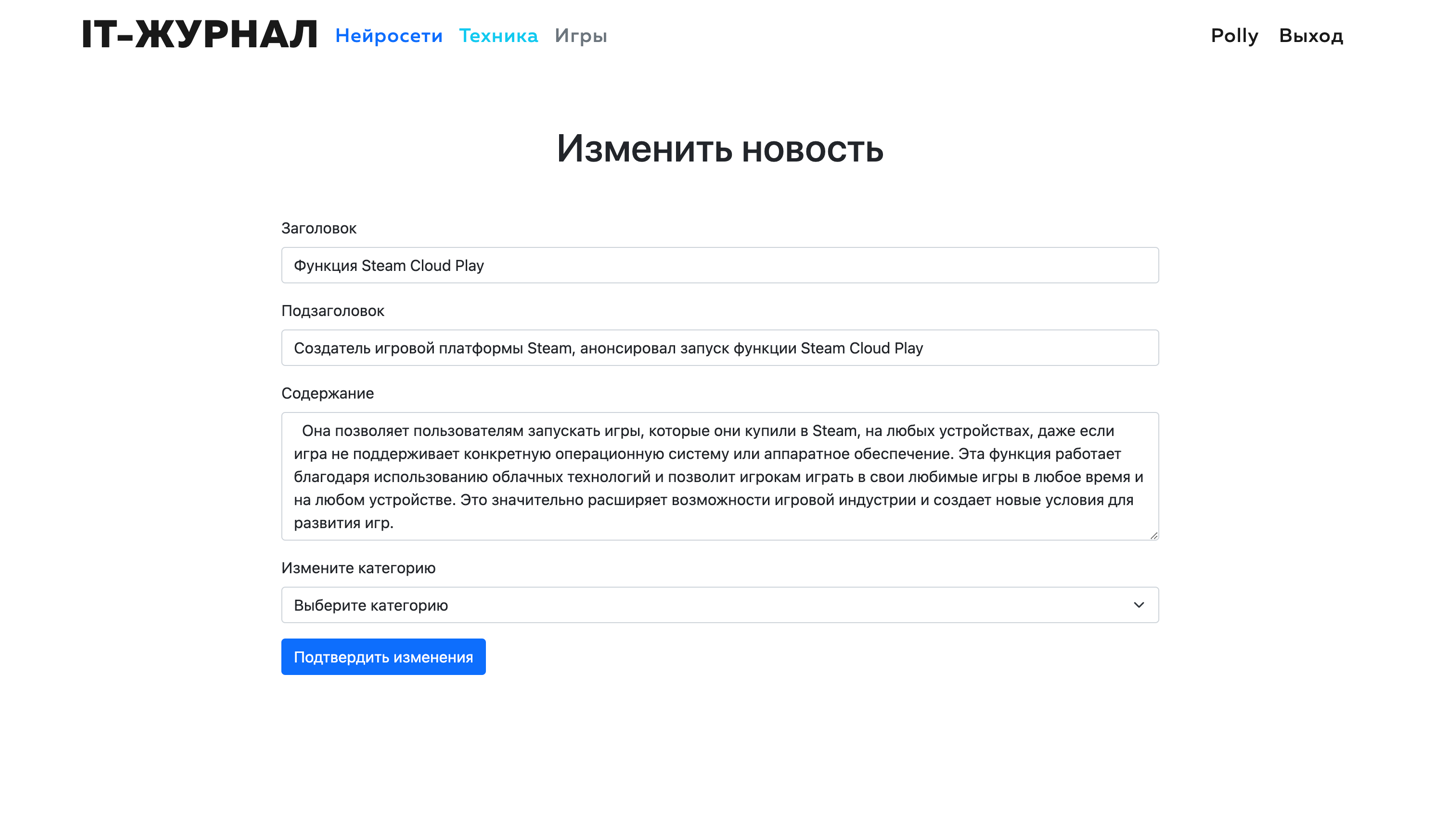 IT-ЖУРНАЛ Нейросети Техника Игры Polly Выход
Изменить новость
Заголовок
Функция Steam Cloud Play
Подзаголовок
Создатель игровой платформы Steam, анонсировал запуск функции Steam Cloud Play
Содержание
Она позволяет пользователям запускать игры, которые они купили в Steam, на любых устройствах, даже если
игра не поддерживает конкретную операционную систему или аппаратное обеспечение. Эта функция работает
благодаря использованию облачных технологий и позволит игрокам играть в свои любимые игры в любое время и
на любом устройстве. Это значительно расширяет возможности игровой индустрии и создает новые условия для
развития игр.
Измените категорию
Выберите категорию
Подтвердить изменения